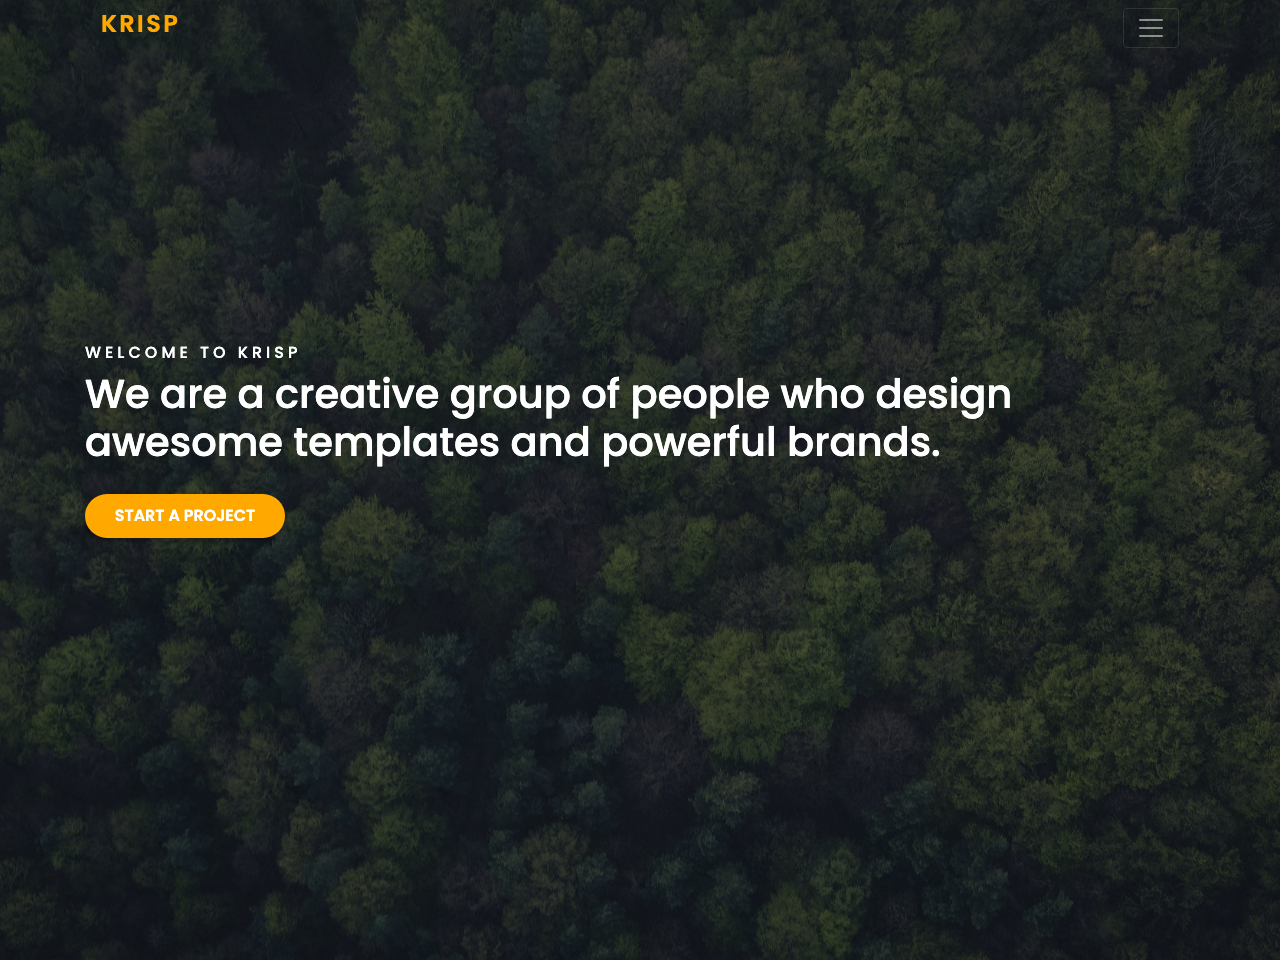 KRISP
WELCOME TO KRISP
We are a creative group of people who design
awesome templates and powerful brands.
START A PROJECT